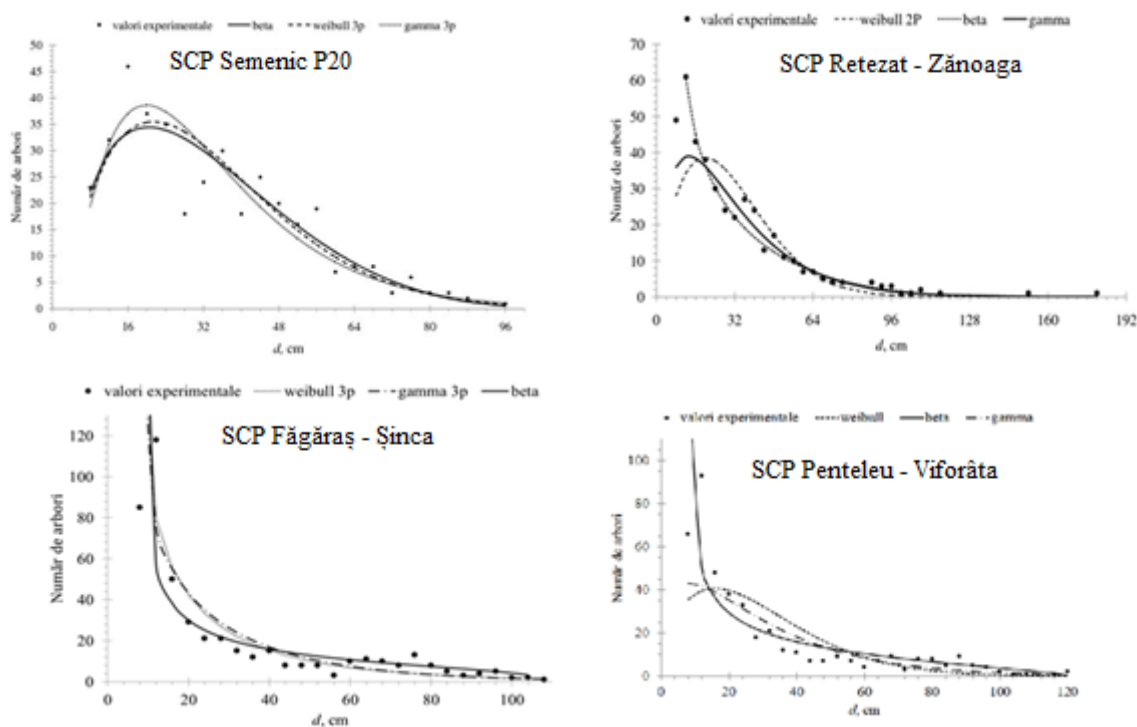 valori experimentale beta weibull 3p gamma 3p
SCP Semenic P20
Număr de arbori
50
45
40
35
30
25
20
15
10
5
0
0 16 32 48 64 80 96
d, cm
valori experimentale weibull 2P beta gamma
SCP Retezat - Zănoaga
Număr de arbori
70
60
50
40
30
20
10
0
0 32 64 96 128 160 192
d, cm
valori experimentale weibull 3p gamma 3p beta
SCP Făgăraș - Șinca
Număr de arbori
120
100
80
60
40
20
0
0 20 40 60 80 100
d, cm
valori experimentale weibull beta gamma
SCP Penteleu - Viforâta
Număr de arbori
100
80
60
40
20
0
0 20 40 60 80 100 120
d, cm